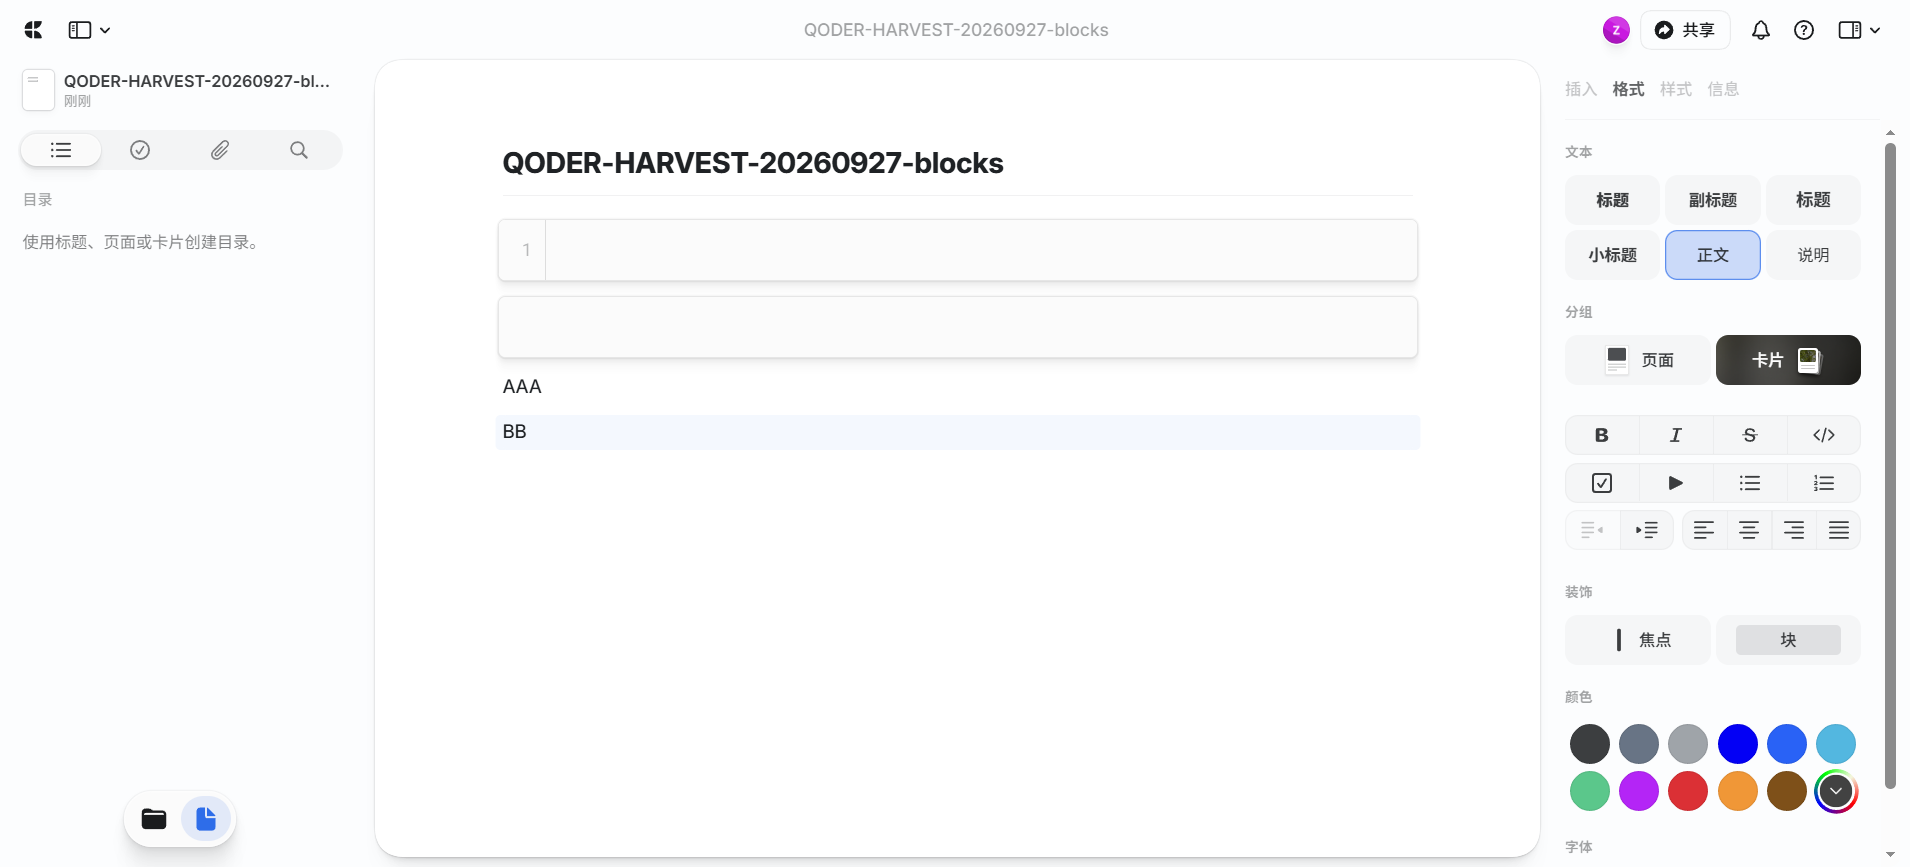 QODER-HARVEST-20260927-blocks
Z
共享
QODER-HARVEST-20260927-bl...
刚刚
目录
使用标题、页面或卡片创建目录。
QODER-HARVEST-20260927-blocks
1
AAA
BB
插入 格式 样式 信息
文本
标题 副标题 标题
小标题 正文 说明
分组
页面 卡片
B I S </>
装饰
焦点 块
颜色
字体